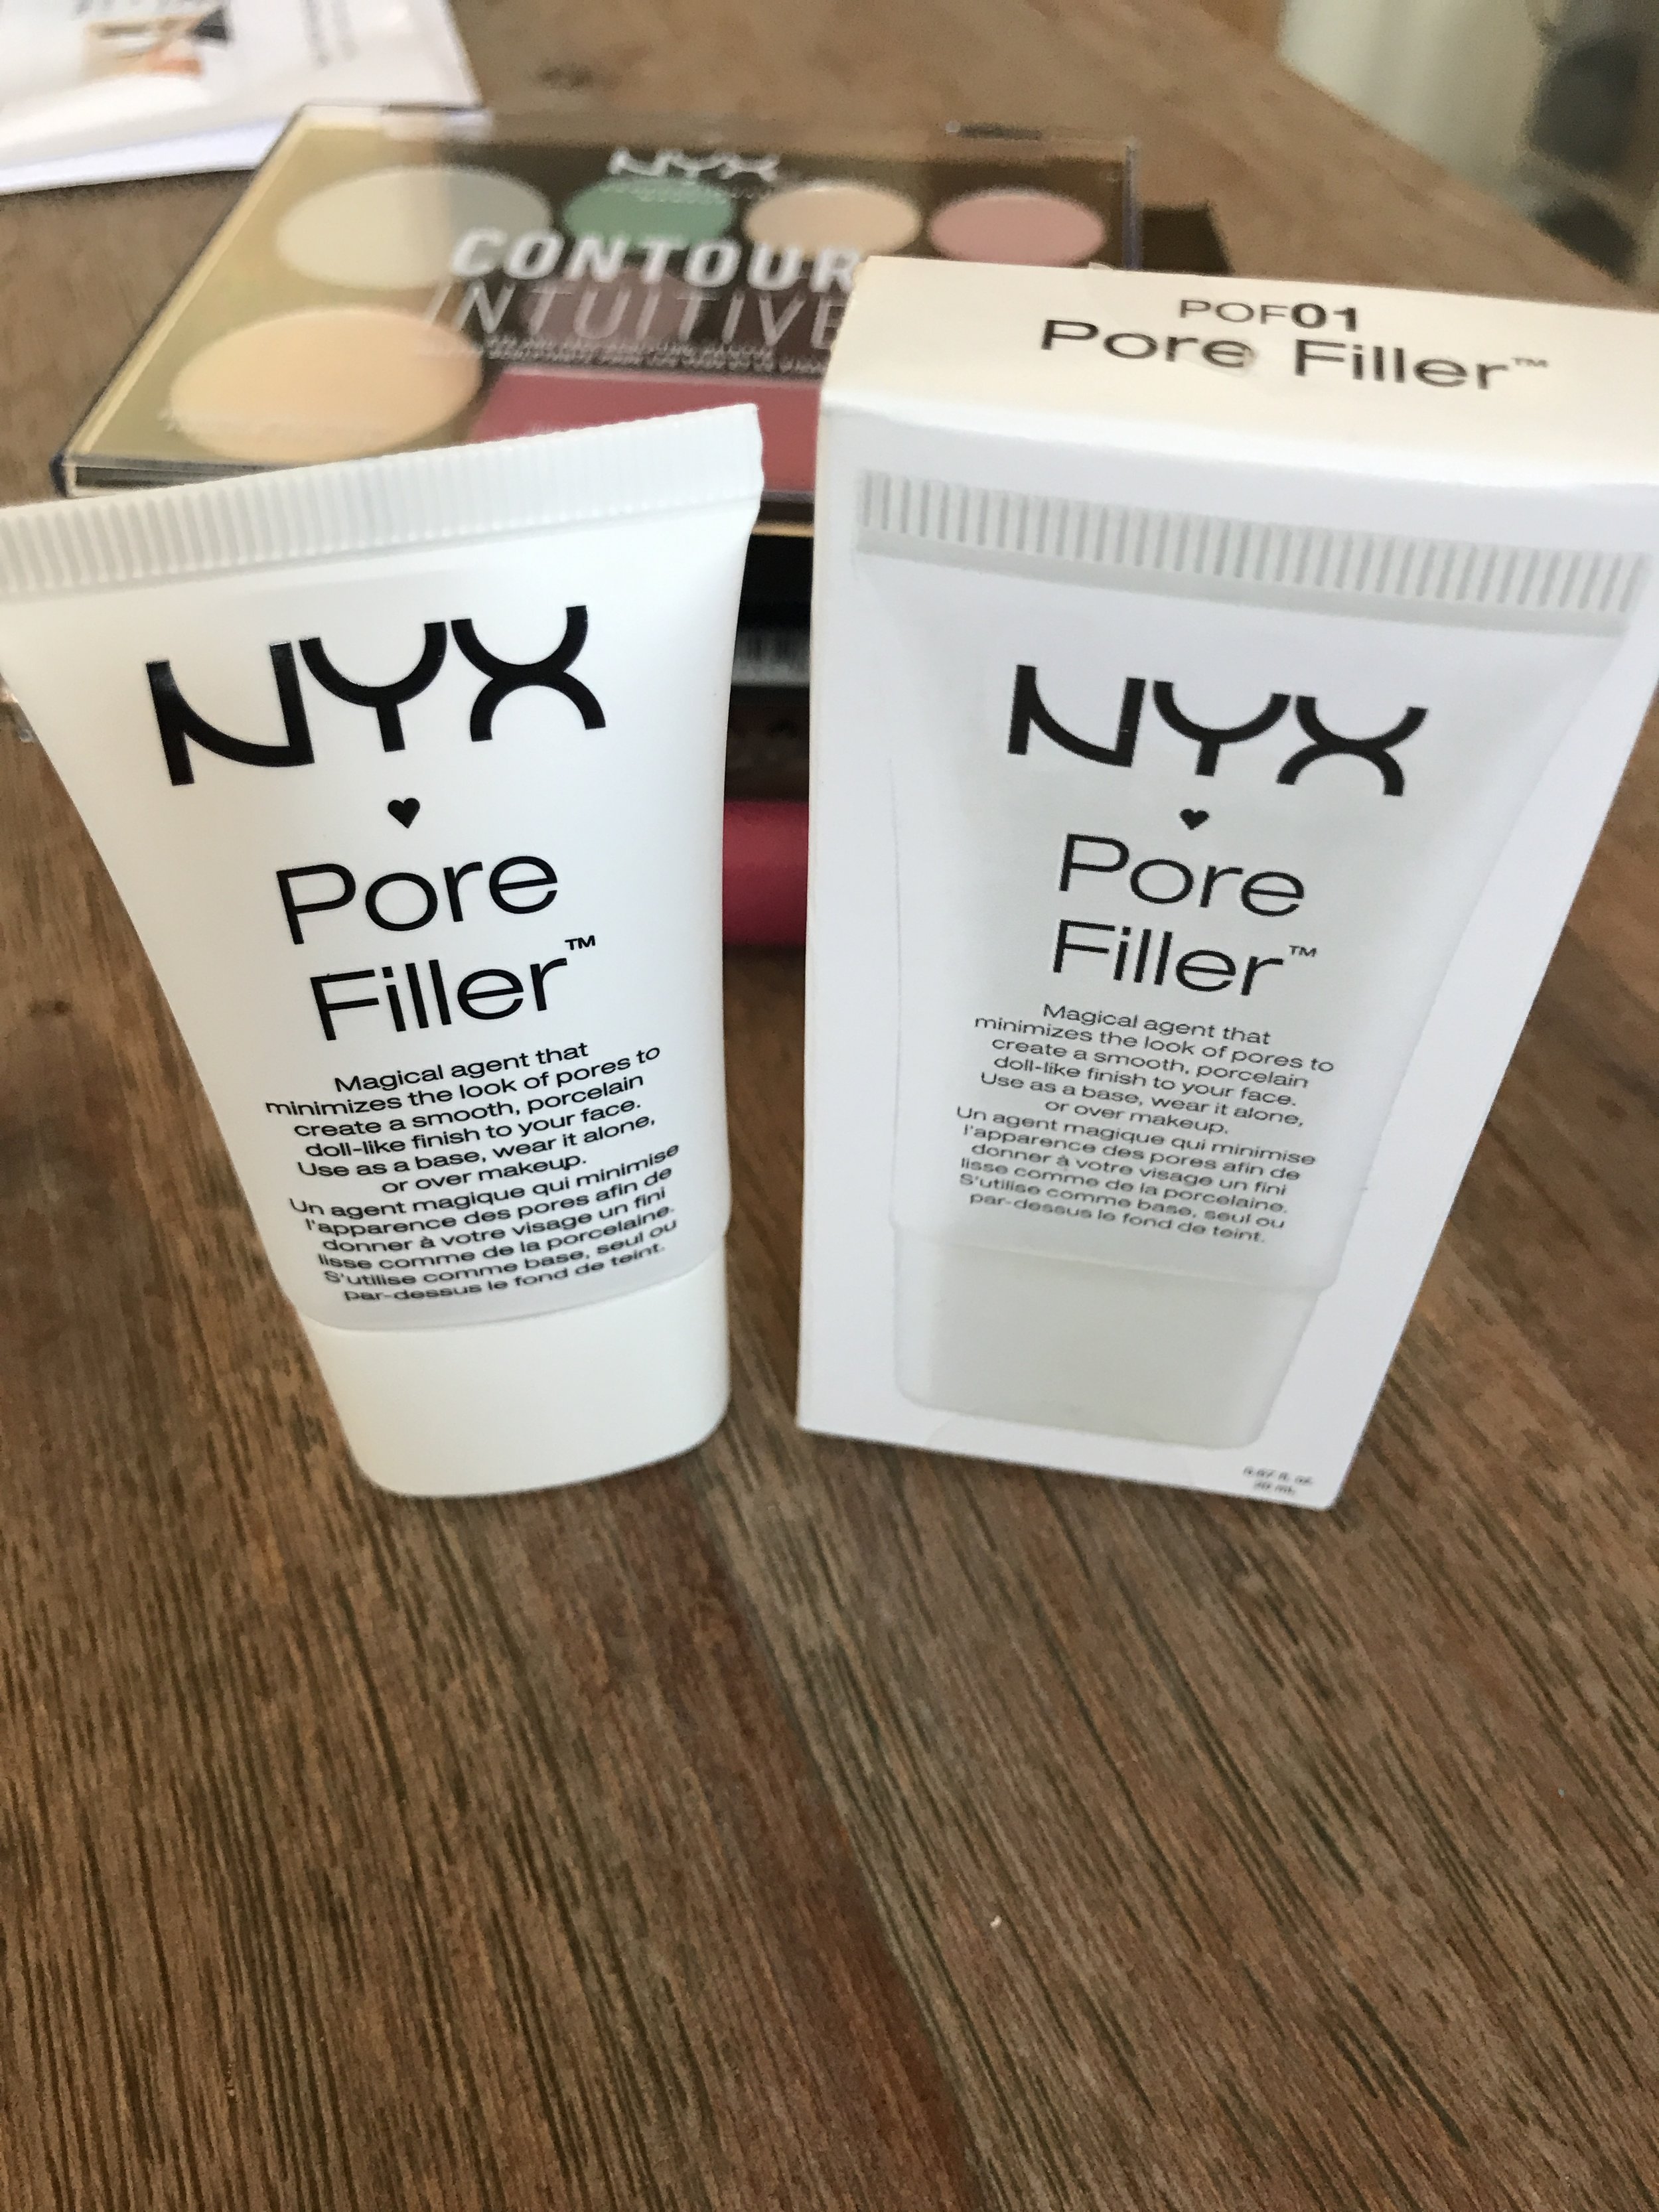 NYX
CONTOUR
INTUITIVE
POF01
Pore Filler™
NYX
Pore
Filler™
Magical agent that
minimizes the look of pores to
create a smooth, porcelain
doll-like finish to your face.
Use as a base, wear it alone,
or over makeup.
Un agent magique qui minimise
l'apparence des pores afin de
donner à votre visage un fini
lisse comme de la porcelaine.
S'utilise comme base, seul ou
par-dessus le fond de teint.
NYX
Pore
Filler™
Magical agent that
minimizes the look of pores to
create a smooth, porcelain
doll-like finish to your face.
Use as a base, wear it alone,
or over makeup.
Un agent magique qui minimise
l'apparence des pores afin de
donner à votre visage un fini
lisse comme de la porcelaine.
S'utilise comme base, seul ou
par-dessus le fond de teint.